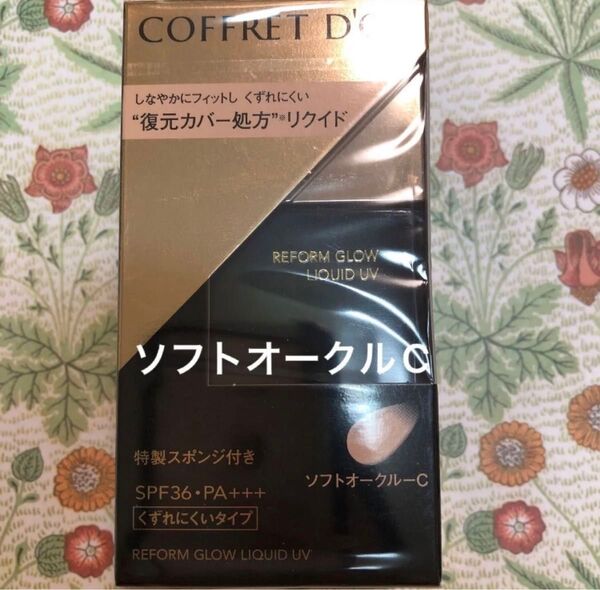 COFFRET D'O
しなやかにフィットし くずれにくい
“復元カバー処方”※リクイド
REFORM GLOW
LIQUID UV
ソフトオークルC
特製スポンジ付き
ソフトオークルーC
SPF36・PA+++
くずれにくいタイプ
REFORM GLOW LIQUID UV